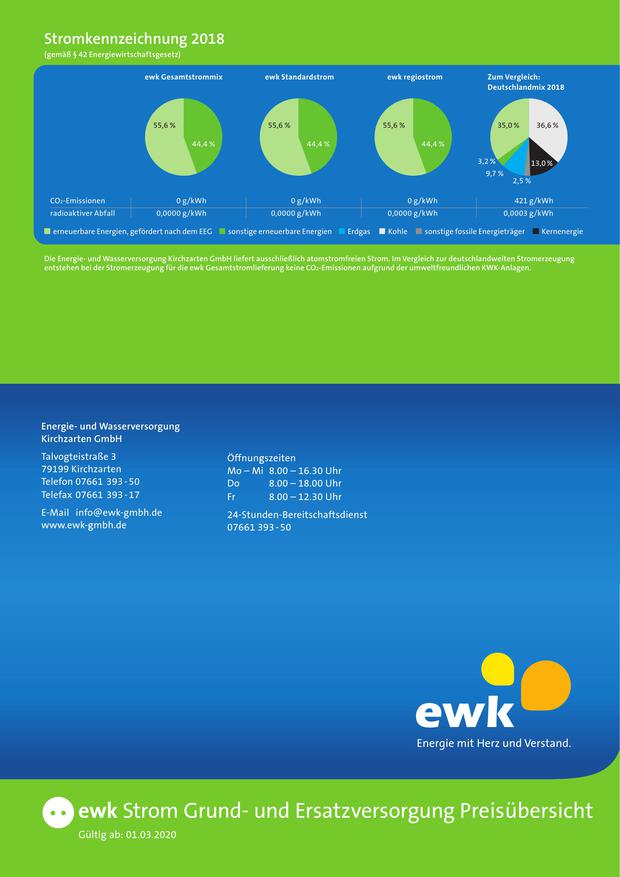 Stromkennzeichnung 2018
(gemäß § 42 Energiewirtschaftsgesetz)
ewk Gesamtstrommix
ewk Standardstrom
ewk regiostrom
Zum Vergleich:
Deutschlandmix 2018
55,6 %
44,4 %
55,6 %
44,4 %
55,6 %
44,4 %
35,0 %
36,6 %
3,2 %
9,7 %
2,5 %
13,0 %
CO₂-Emissionen 0 g/kWh 0 g/kWh 0 g/kWh 421 g/kWh
radioaktiver Abfall 0,0000 g/kWh 0,0000 g/kWh 0,0000 g/kWh 0,0003 g/kWh
erneuerbare Energien, gefördert nach dem EEG sonstige erneuerbare Energien Erdgas Kohle sonstige fossile Energieträger Kernenergie
Die Energie- und Wasserversorgung Kirchzarten GmbH liefert ausschließlich atomstromfreien Strom. Im Vergleich zur deutschlandweiten Stromerzeugung
entstehen bei der Stromerzeugung für die ewk Gesamtstromlieferung keine CO₂-Emissionen aufgrund der umweltfreundlichen KWK-Anlagen.
Energie- und Wasserversorgung
Kirchzarten GmbH
Talvogteistraße 3
79199 Kirchzarten
Telefon 07661 393-50
Telefax 07661 393-17
E-Mail info@ewk-gmbh.de
www.ewk-gmbh.de
Öffnungszeiten
Mo – Mi 8.00 – 16.30 Uhr
Do 8.00 – 18.00 Uhr
Fr 8.00 – 12.30 Uhr
24-Stunden-Bereitschaftsdienst
07661 393-50
ewk
Energie mit Herz und Verstand.
ewk Strom Grund- und Ersatzversorgung Preisübersicht
Gültig ab: 01.03.2020